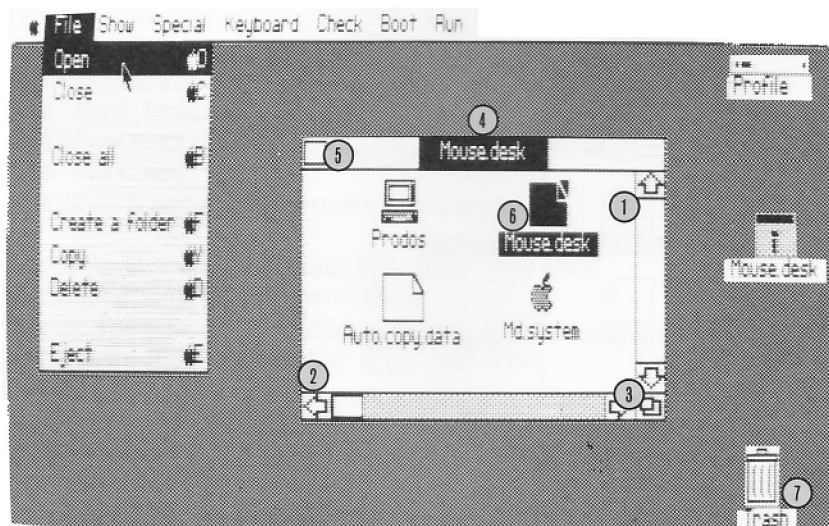 File Show Special Keyboard Check Boot Run
Open O
Close C
Close all B
Create a folder F
Copy
Delete D
Eject E
4
5
Mouse.desk
1
Prodos
6
Mouse.desk
Auto.copy.data
Md.system
2
3
Profile
Mouse.desk
7
Trash